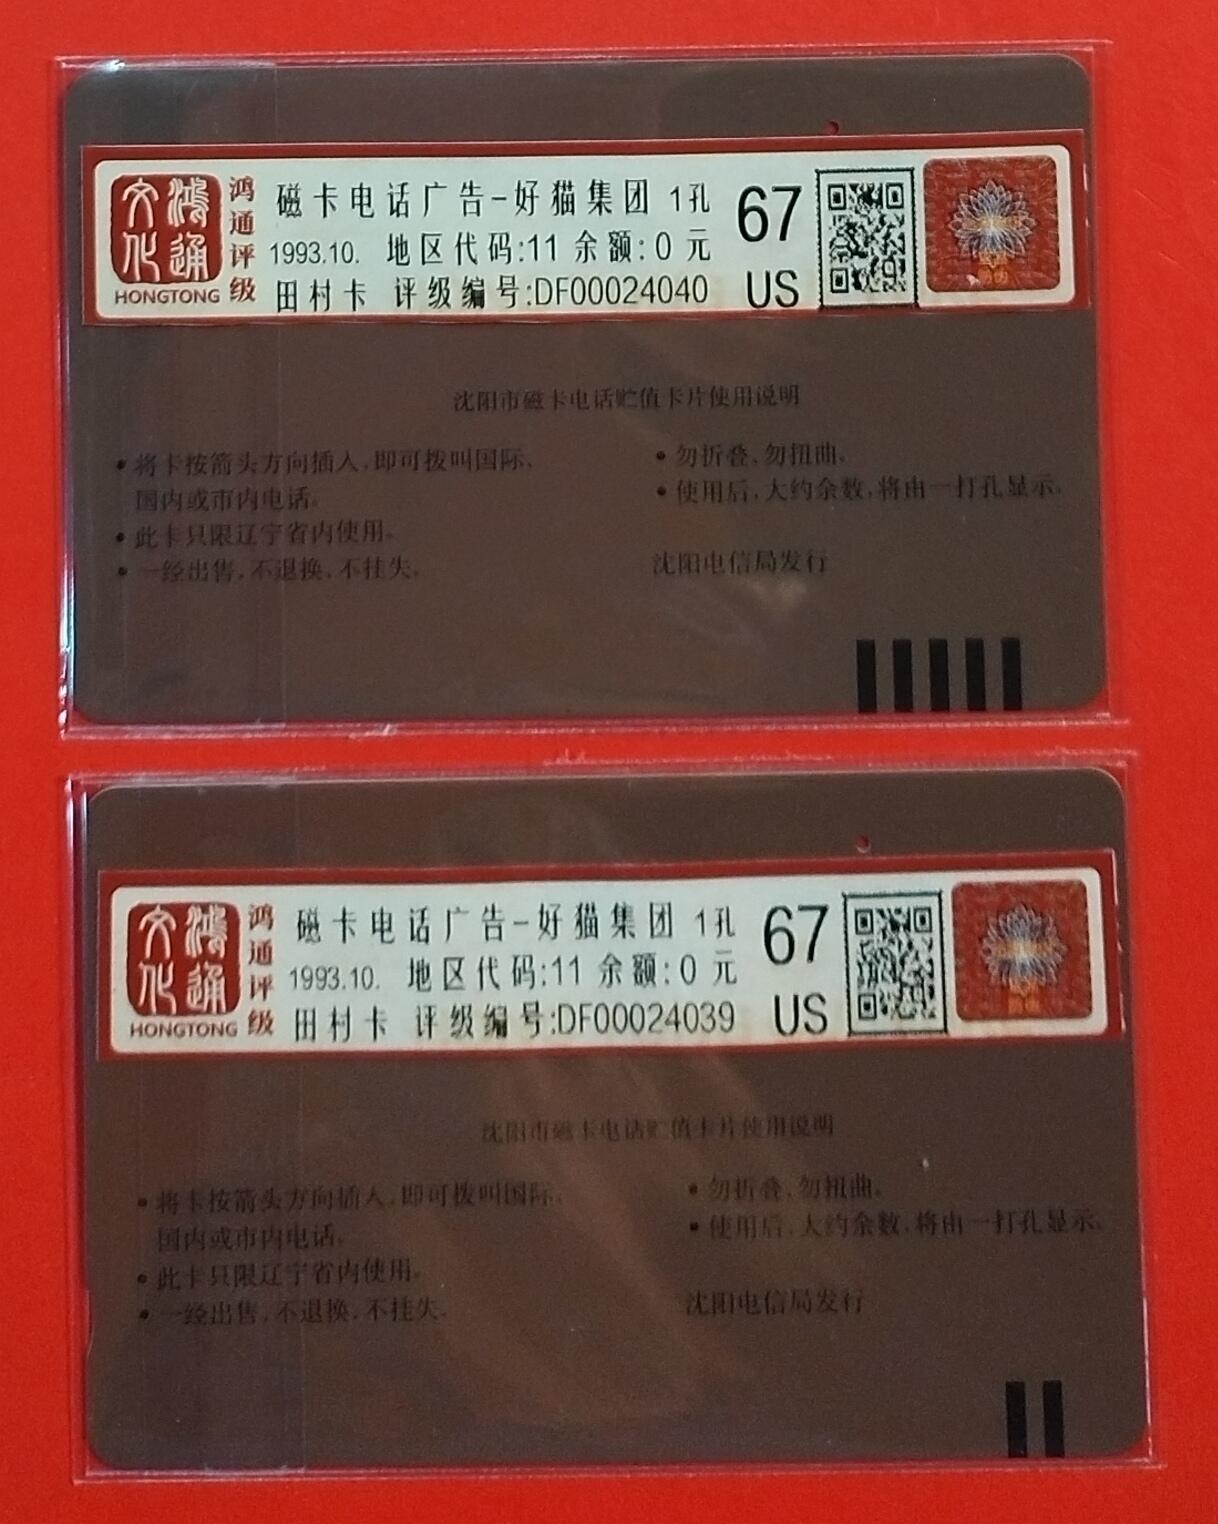 鸿通文化
HONGTONG
鸿通评级
磁卡电话广告-好猫集团 1孔
1993.10. 地区代码:11 余额:0 元
田村卡 评级编号:DF00024040
67
US
沈阳市磁卡电话贮值卡片使用说明
•将卡按箭头方向插入,即可拨叫国际、
国内或市内电话。
•此卡只限辽宁省内使用。
•一经出售,不退换,不挂失。
•勿折叠、勿扭曲。
•使用后,大约余数,将由一打孔显示。
沈阳电信局发行
鸿通文化
HONGTONG
鸿通评级
磁卡电话广告-好猫集团 1孔
1993.10. 地区代码:11 余额:0 元
田村卡 评级编号:DF00024039
67
US
沈阳市磁卡电话贮值卡片使用说明
•将卡按箭头方向插入,即可拨叫国际、
国内或市内电话。
•此卡只限辽宁省内使用。
•一经出售,不退换,不挂失。
•勿折叠、勿扭曲。
•使用后,大约余数,将由一打孔显示。
沈阳电信局发行